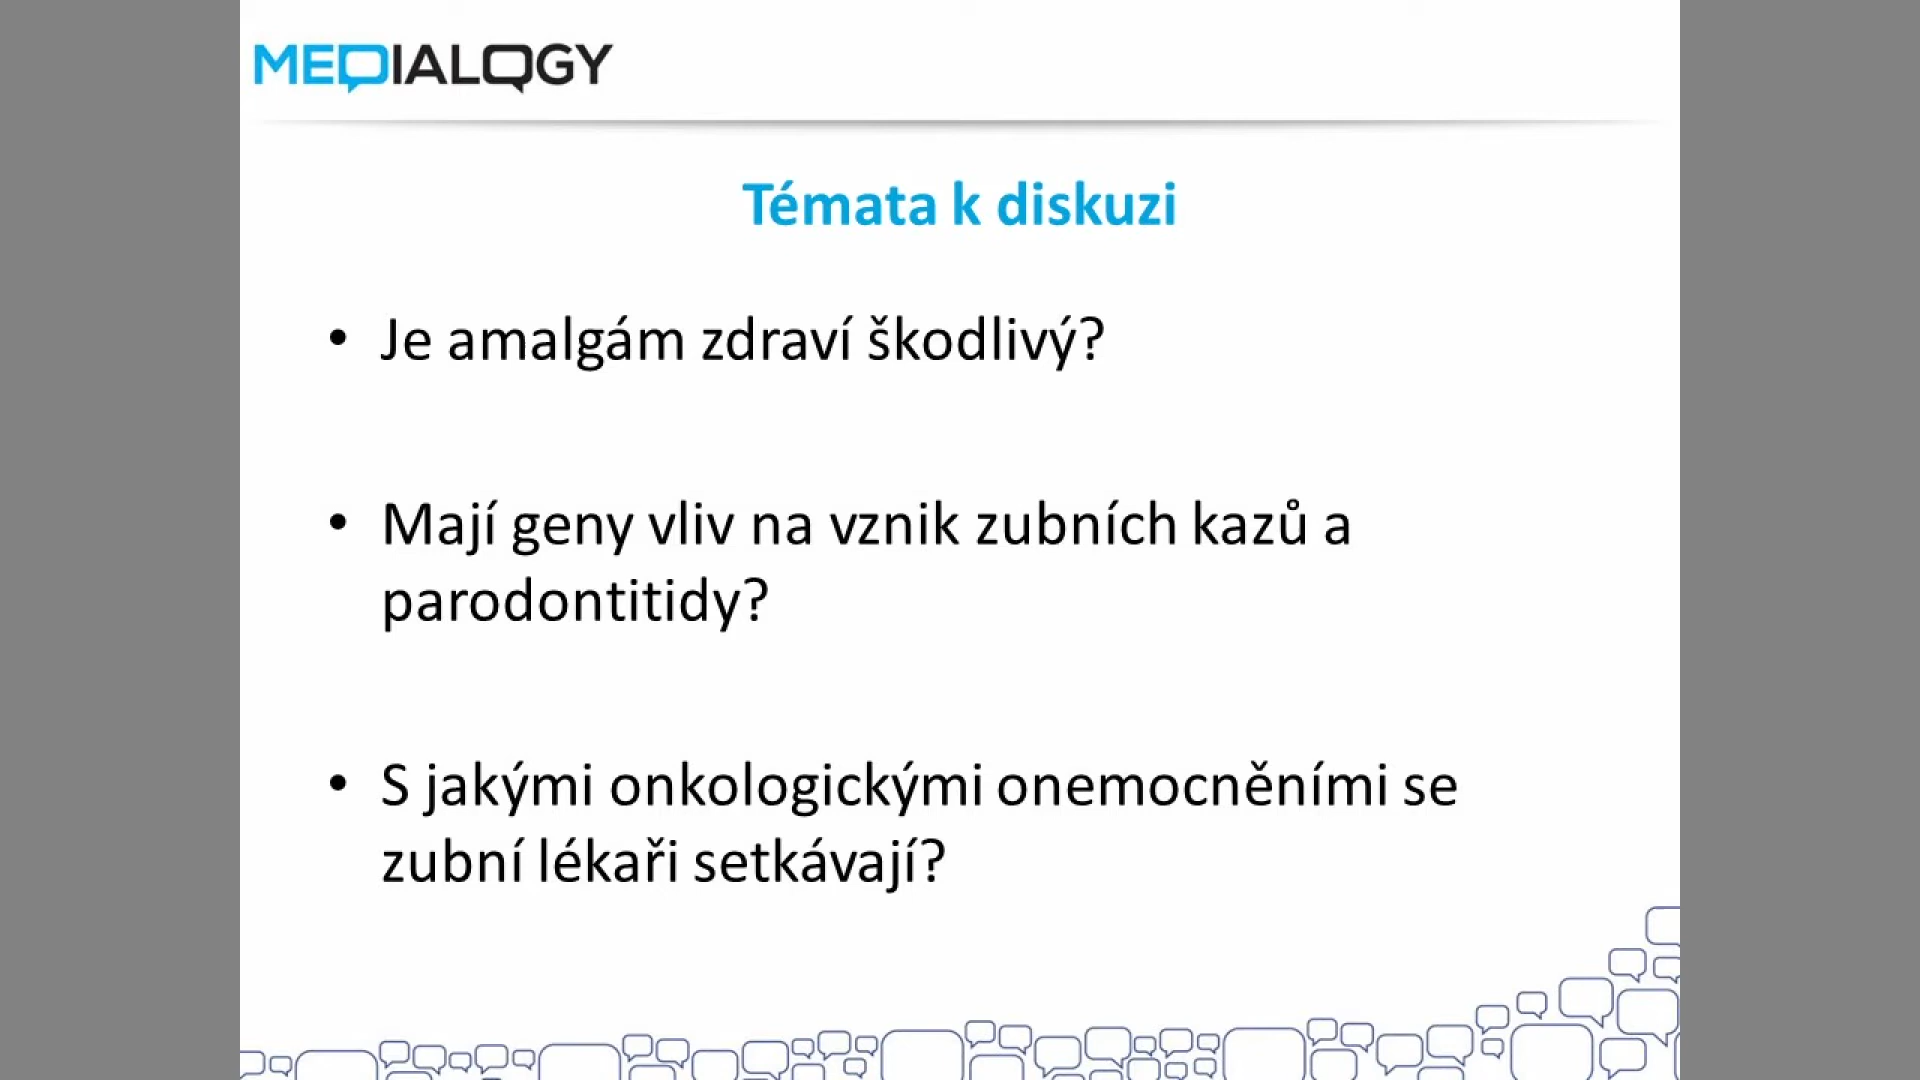 MEDIALOGY
Témata k diskuzi
• Je amalgám zdraví škodlivý?
• Mají geny vliv na vznik zubních kazů a
parodontitidy?
• S jakými onkologickými onemocněními se
zubní lékaři setkávají?